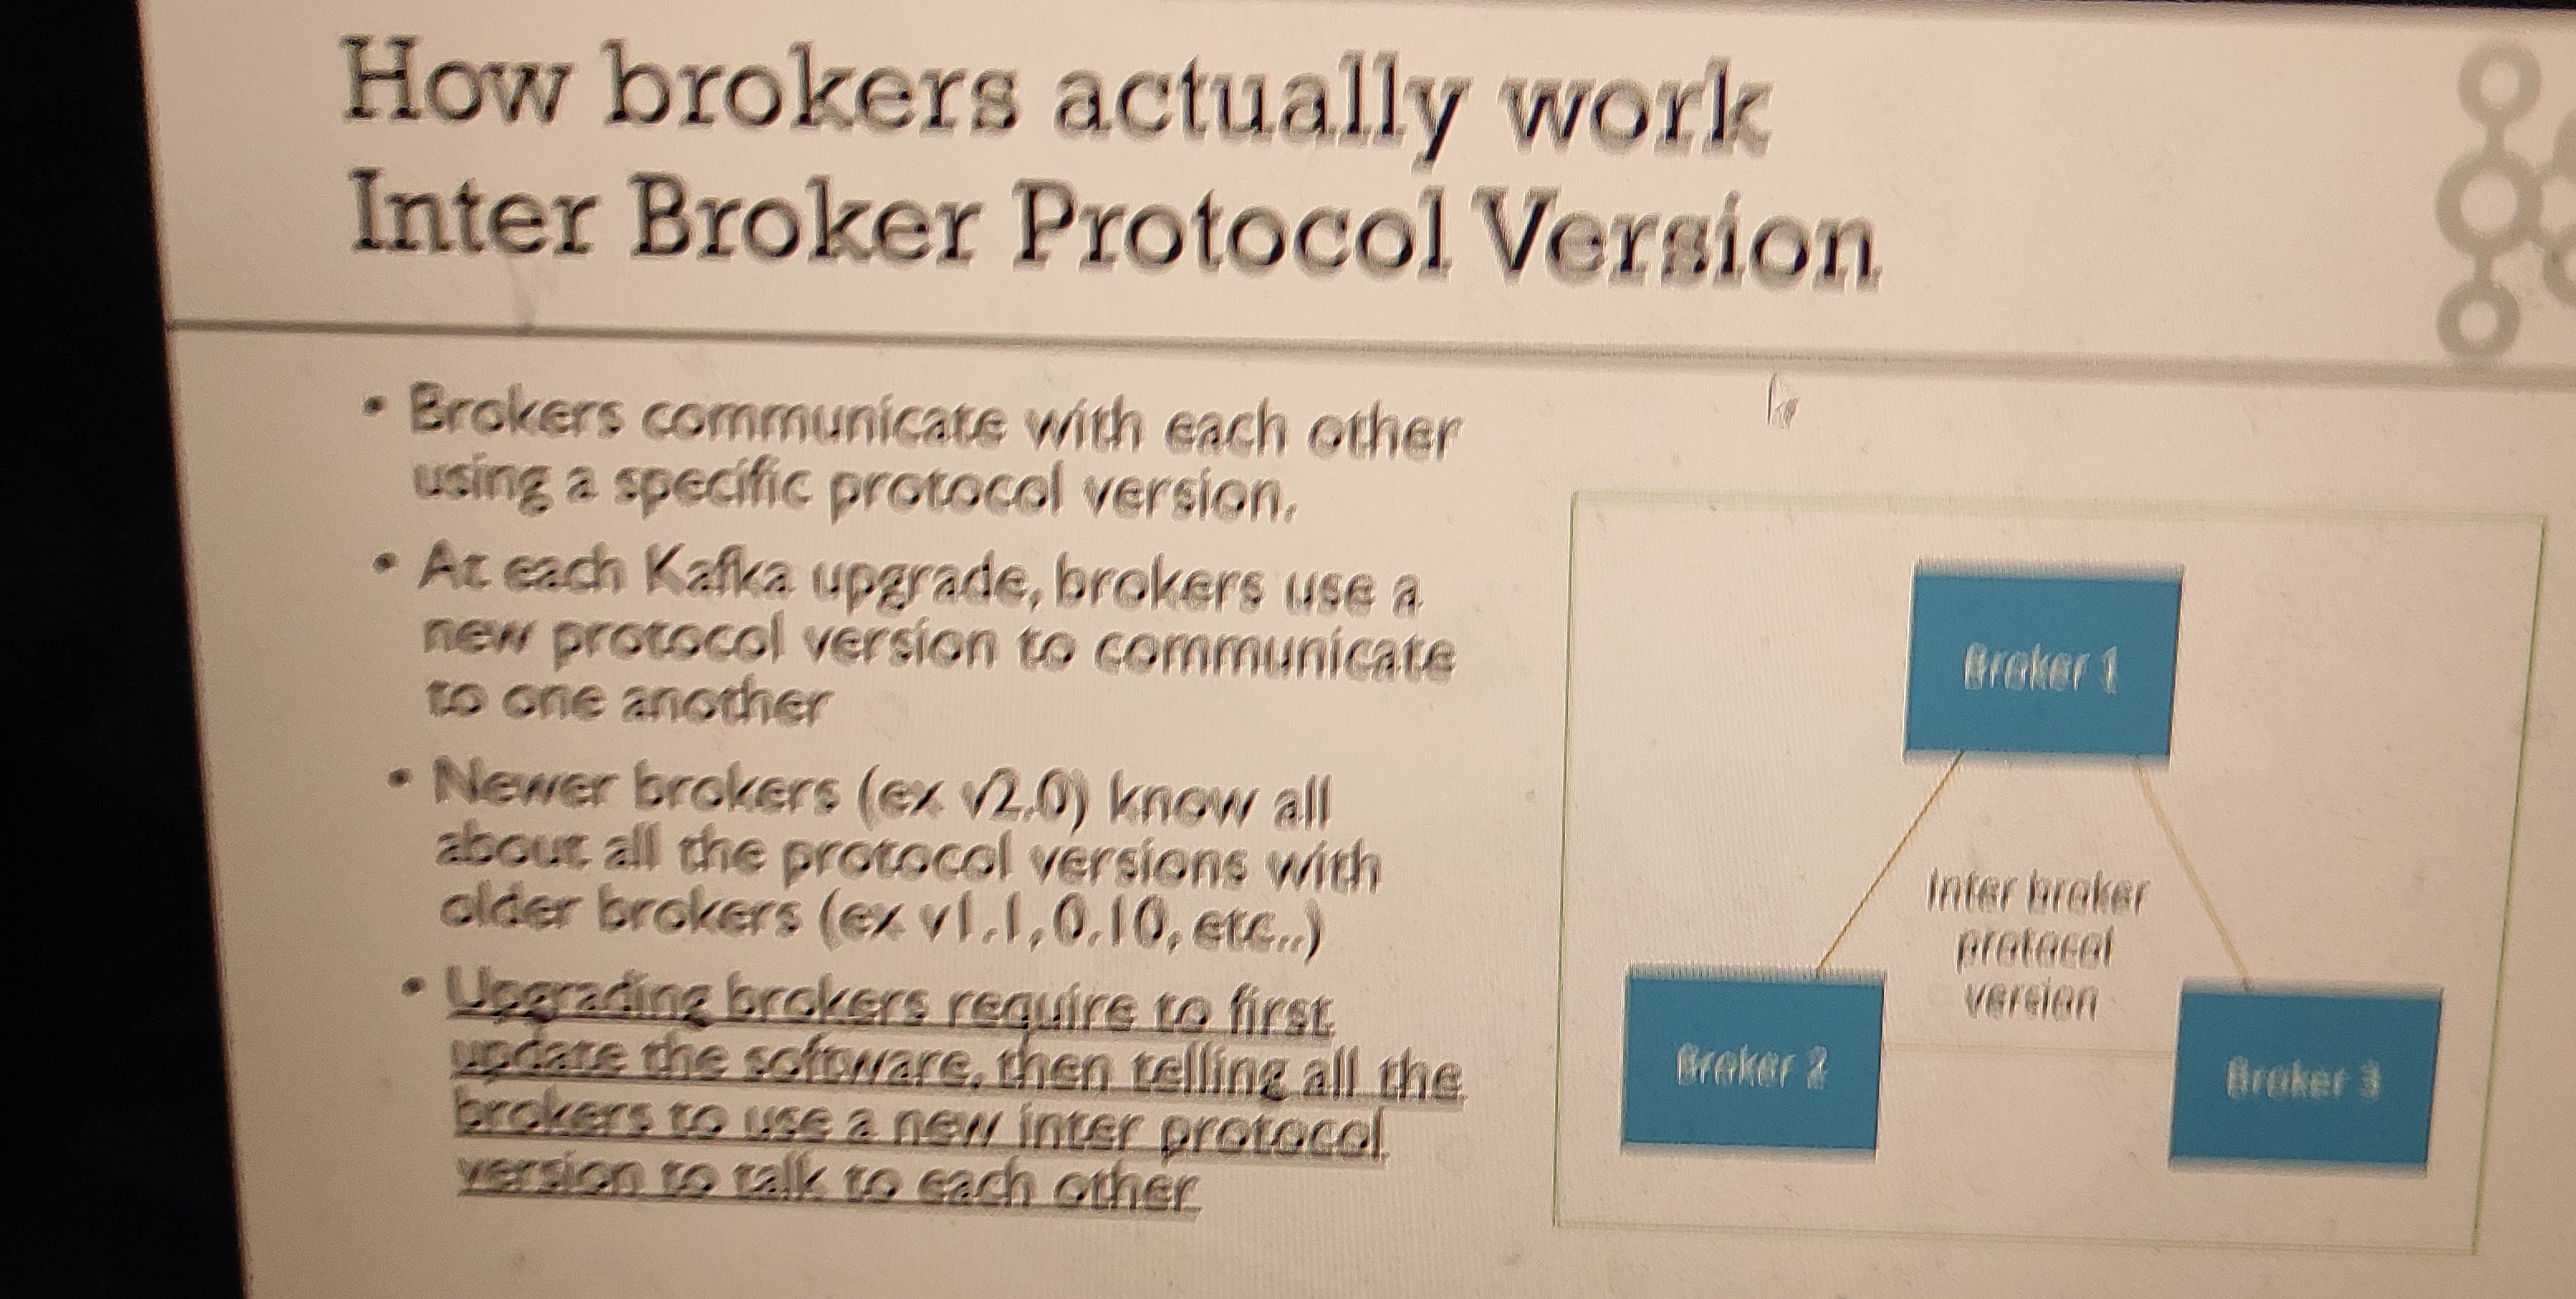 How brokers actually work
Inter Broker Protocol Version
• Brokers communicate with each other
using a specific protocol version.
• At each Kafka upgrade, brokers use a
new protocol version to communicate
to one another
• Newer brokers (ex v2.0) know all
about all the protocol versions with
older brokers (ex v1.1, 0.10, etc..)
• Upgrading brokers require to first
update the software, then telling all the
brokers to use a new inter protocol
version to talk to each other
Broker 1
Inter broker
protocol
version
Broker 2
Broker 3